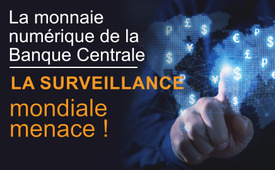 La monnaie
numérique de la
Banque Centrale
LA SURVEILLANCE
mondiale
menace !